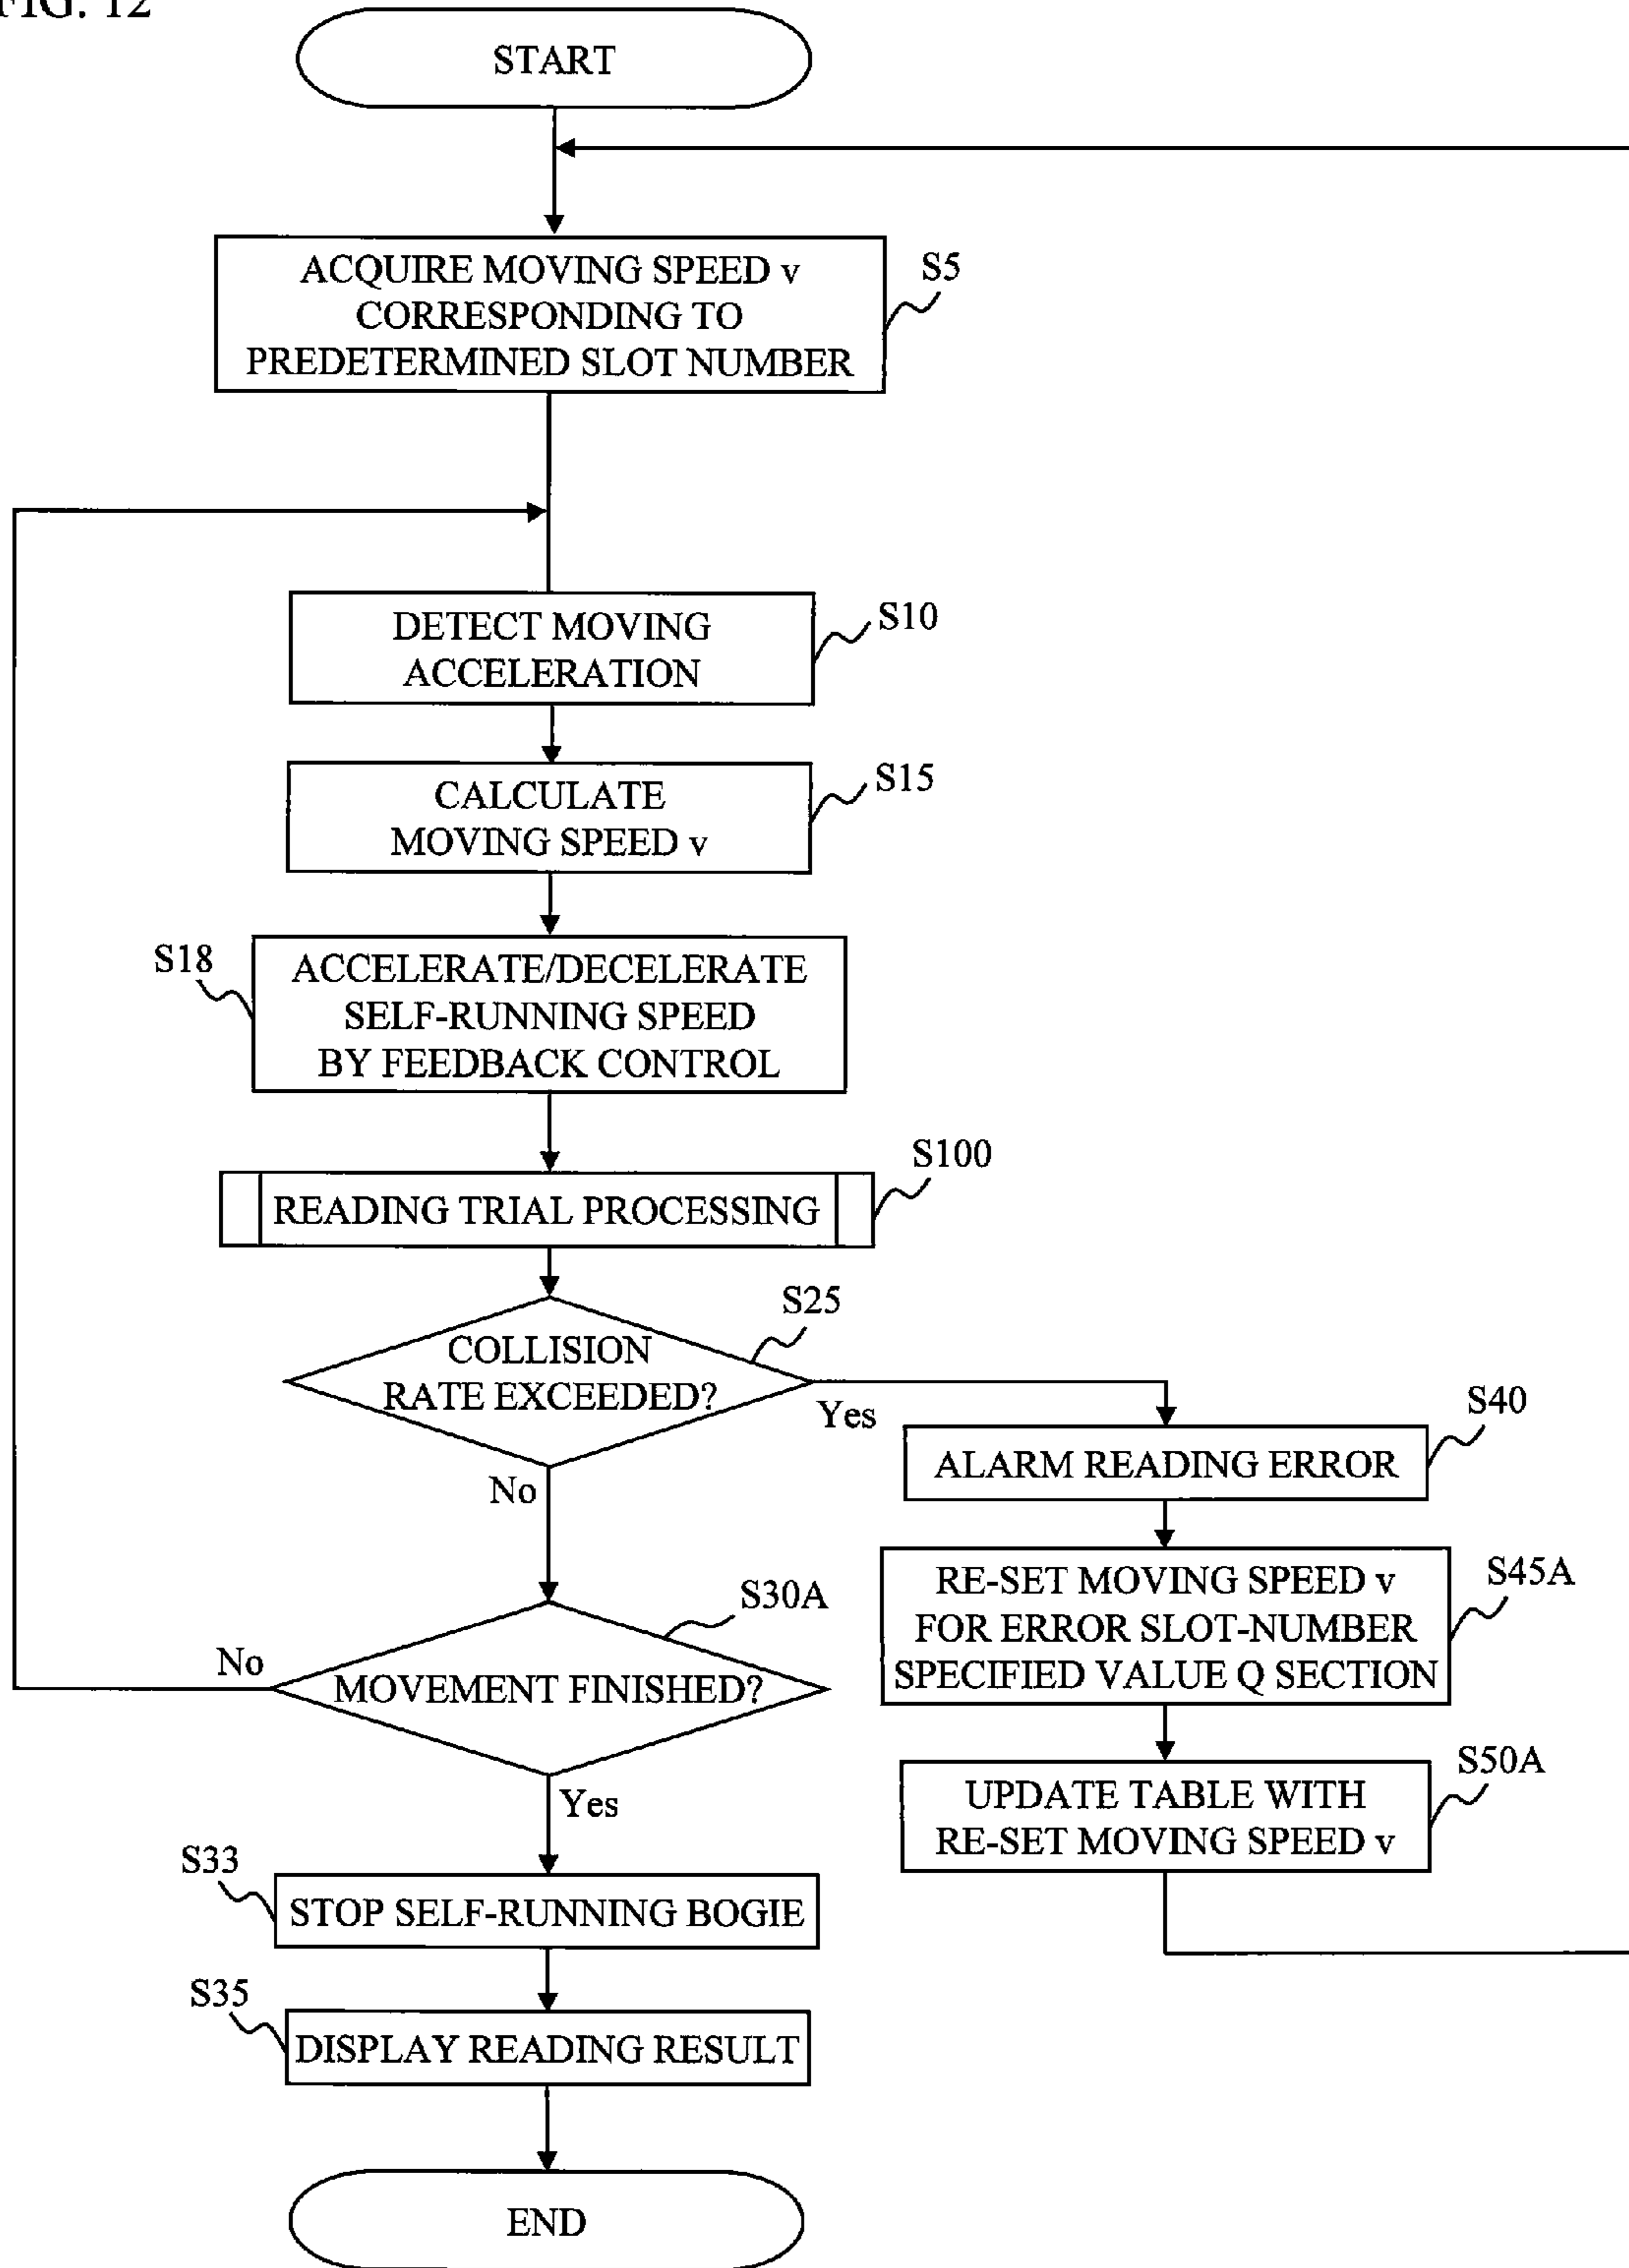 FIG. 12
START
ACQUIRE MOVING SPEED v
CORRESPONDING TO
PREDETERMINED SLOT NUMBER
S5
DETECT MOVING
ACCELERATION
S10
CALCULATE
MOVING SPEED v
S15
S18
ACCELERATE/DECELERATE
SELF-RUNNING SPEED
BY FEEDBACK CONTROL
READING TRIAL PROCESSING
S100
COLLISION
RATE EXCEEDED?
S25
Yes
No
ALARM READING ERROR
S40
RE-SET MOVING SPEED v
FOR ERROR SLOT-NUMBER
SPECIFIED VALUE Q SECTION
S45A
UPDATE TABLE WITH
RE-SET MOVING SPEED v
S50A
MOVEMENT FINISHED?
S30A
No
Yes
S33
STOP SELF-RUNNING BOGIE
S35
DISPLAY READING RESULT
END